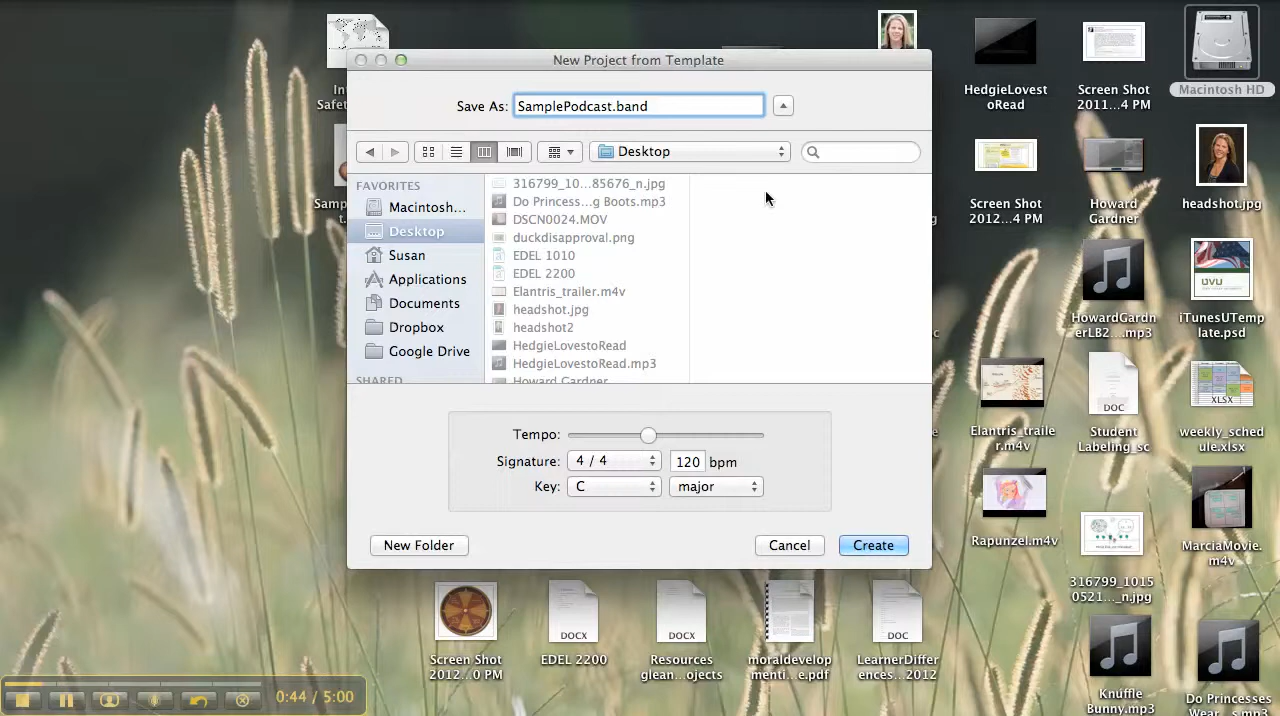 New Project from Template
Save As: SamplePodcast.band
Desktop
FAVORITES
Macintosh...
Desktop
Susan
Applications
Documents
Dropbox
Google Drive
SHARED
316799_10...85676_n.jpg
Do Princess...g Boots.mp3
DSCN0224.MOV
duckdisapproval.png
EDEL 1010
EDEL 2200
elantris_trailer.m4v
headshot.jpg
headshot2
HedgieLovestoRead
HedgieLovestoRead.mp3
Howard Gardner
Tempo:
Signature: 4 / 4 120 bpm
Key: C major
Cancel
Create
HedgieLovest
oRead
Screen Shot
2011...4 PM
Macintosh HD
Screen Shot
2012...4 PM
Howard
Gardner
headshot.jpg
HowardGardn
erLB2...mp3
iTunesUTemp
late.psd
Elantris_traile
r.m4v
DOC
Student
Labeling_sc
XLSX
weekly_sched
ule.xlsx
Rapunzel.m4v
316799_1015
0521..._n.jpg
MarciaMovie.
m4v
Screen Shot
2012...0 PM
DOCX
EDEL 2200
DOCX
Resources
glean...ojects
moraldevelop
menti...e.pdf
DOC
LearnerDiffer
ences...2012
Knuffle
Bunny.mp3
Do Princesses
Wear ...s.mp3
UVU
0:44 / 5:00